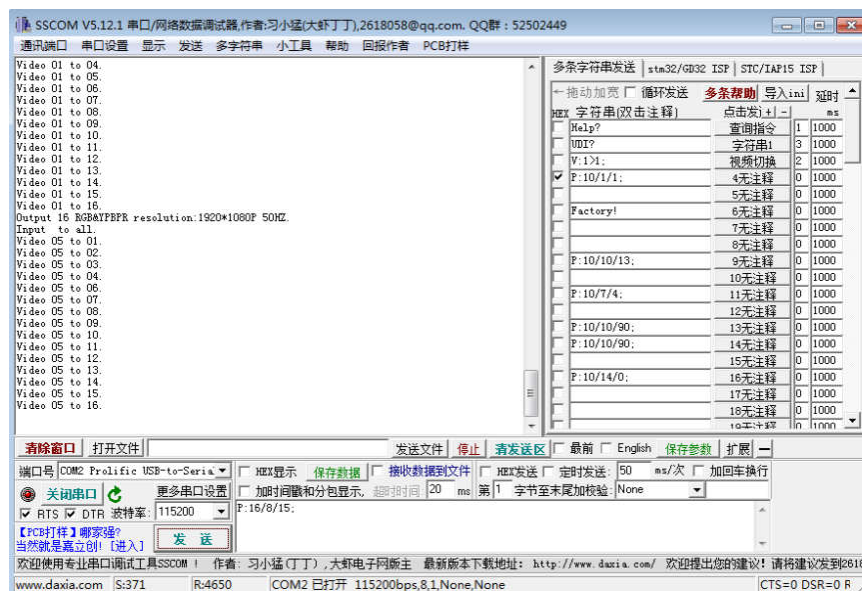 SSCOM V5.12.1 串口/网络数据调试器,作者:习小猛(大虾丁丁),2618058@qq.com. QQ群：52502449
通讯端口 串口设置 显示 发送 多字符串 小工具 帮助 回报作者 PCB打样
Video 01 to 04.
Video 01 to 05.
Video 01 to 06.
Video 01 to 07.
Video 01 to 08.
Video 01 to 09.
Video 01 to 10.
Video 01 to 11.
Video 01 to 12.
Video 01 to 13.
Video 01 to 14.
Video 01 to 15.
Video 01 to 16.
Output 16 RGB&YPBPR resolution:1920*1080P 50HZ.
Input  to all.
Video 05 to 01.
Video 05 to 02.
Video 05 to 03.
Video 05 to 04.
Video 05 to 06.
Video 05 to 07.
Video 05 to 08.
Video 05 to 09.
Video 05 to 10.
Video 05 to 11.
Video 05 to 12.
Video 05 to 13.
Video 05 to 14.
Video 05 to 15.
Video 05 to 16.
多条字符串发送 stm32/GD32 ISP STC/IAP15 ISP
←拖动加宽 循环发送 多条帮助 导入ini 延时
HEX 字符串(双击注释) 点击发 + - ms
Help? 查询指令 1 1000
UDI? 字符串1 3 1000
V:1>1; 视频切换 2 1000
P:10/1/1; 4无注释 0 1000
5无注释 0 1000
Factory! 6无注释 0 1000
7无注释 0 1000
8无注释 0 1000
P:10/10/13; 9无注释 0 1000
10无注释 0 1000
P:10/7/4; 11无注释 0 1000
12无注释 0 1000
P:10/10/90; 13无注释 0 1000
P:10/10/90; 14无注释 0 1000
15无注释 0 1000
P:10/14/0; 16无注释 0 1000
17无注释 0 1000
18无注释 0 1000
19无注释 0 1000
清除窗口 打开文件 发送文件 停止 清发送区 最前 English 保存参数 扩展 —
端口号 COM2 Prolific USB-to-Seria HEX显示 保存数据 接收数据到文件 HEX发送 定时发送: 50 ms/次 加回车换行
关闭串口 更多串口设置 加时间戳和分包显示, 超时时间 20 ms 第 1 字节 至 末尾 加校验: None
RTS DTR 波特率: 115200 P:16/8/15;
【PCB打样】哪家强?
当然就是嘉立创! [进入] 发 送
欢迎使用专业串口调试工具SSCOM ! 作者: 习小猛(丁丁),大虾电子网版主 最新版本下载地址: http://www.daxia.com/ 欢迎提出您的建议! 请将建议发到2618
www.daxia.com S:371 R:4650 COM2 已打开 115200bps,8,1,None,None CTS=0 DSR=0 R